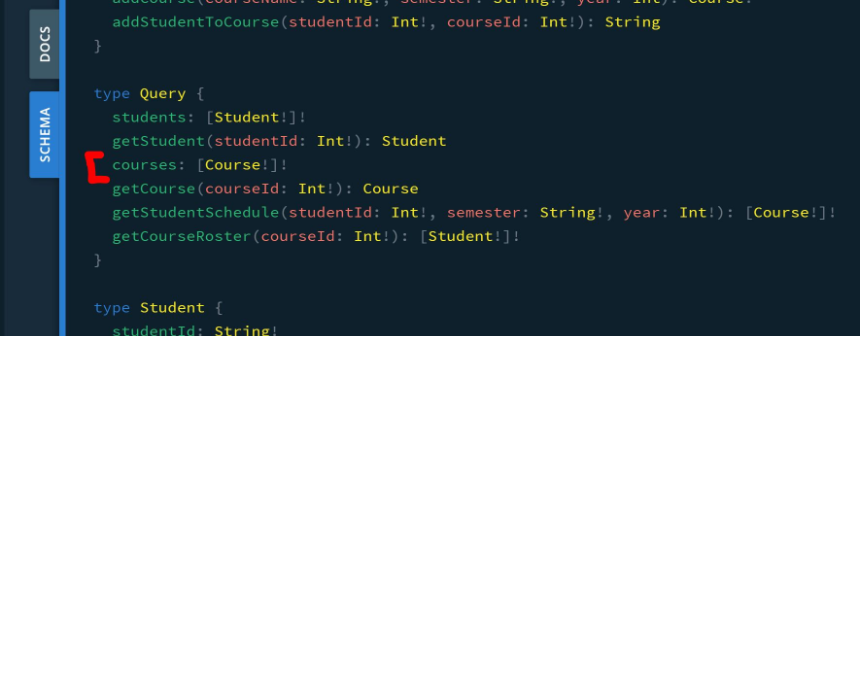 addCourse(courseName: String!, semester: String!, year: Int): Course!
DOCS
addStudentToCourse(studentId: Int!, courseId: Int!): String
}
type Query {
students: [Student!]!
SCHEMA
getStudent(studentId: Int!): Student
courses: [Course!]!
getCourse(courseId: Int!): Course
getStudentSchedule(studentId: Int!, semester: String!, year: Int!): [Course!]!
getCourseRoster(courseId: Int!): [Student!]!
}
type Student {
studentId: String!